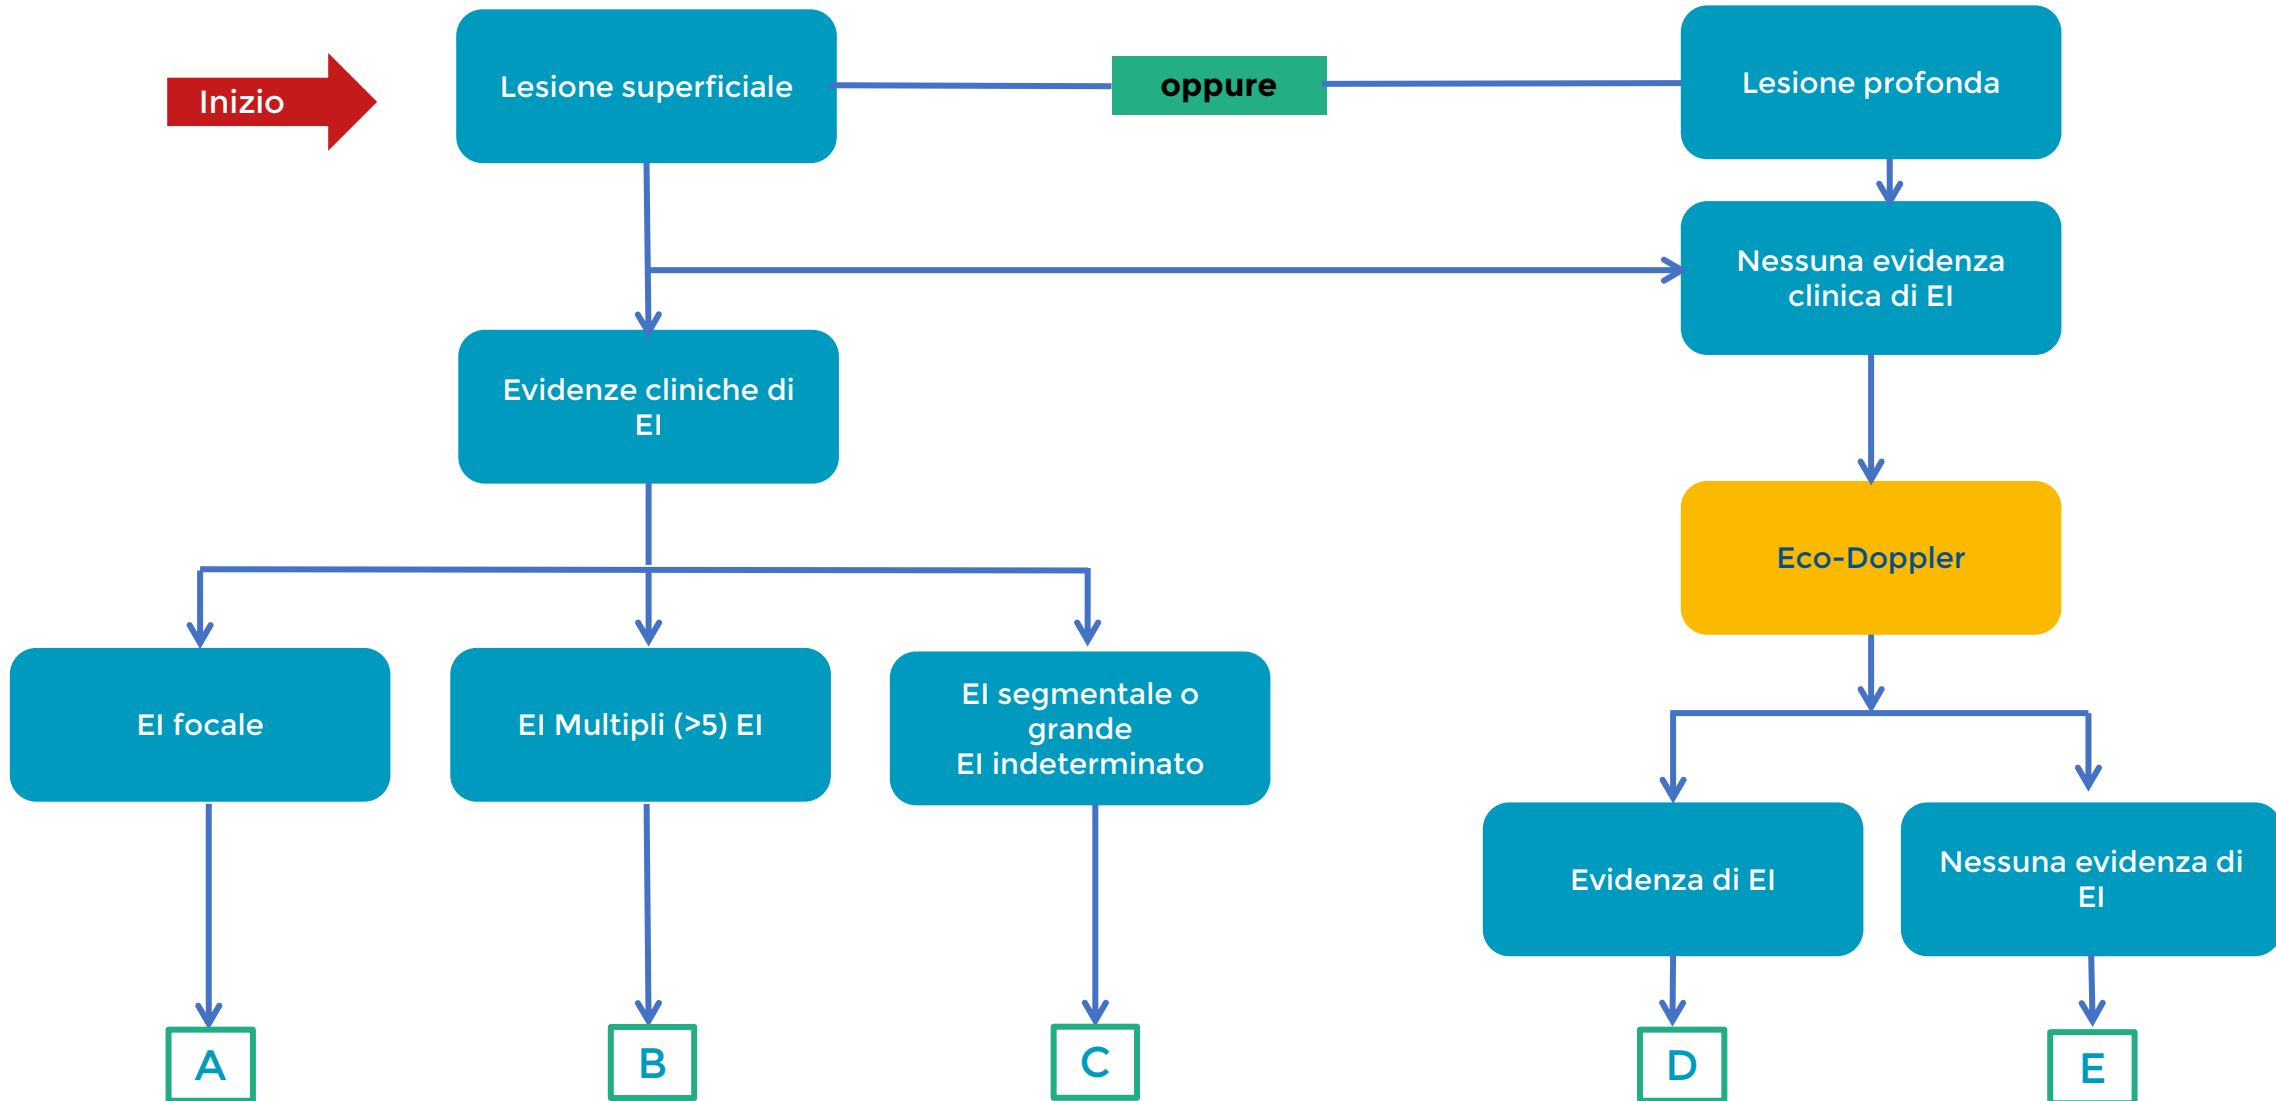 Inizio
Lesione superficiale
oppure
Lesione profonda
Nessuna evidenza
clinica di EI
Evidenze cliniche di
EI
Eco-Doppler
EI focale
EI Multipli (>5) EI
EI segmentale o
grande
EI indeterminato
Evidenza di EI
Nessuna evidenza di
EI
A
B
C
D
E